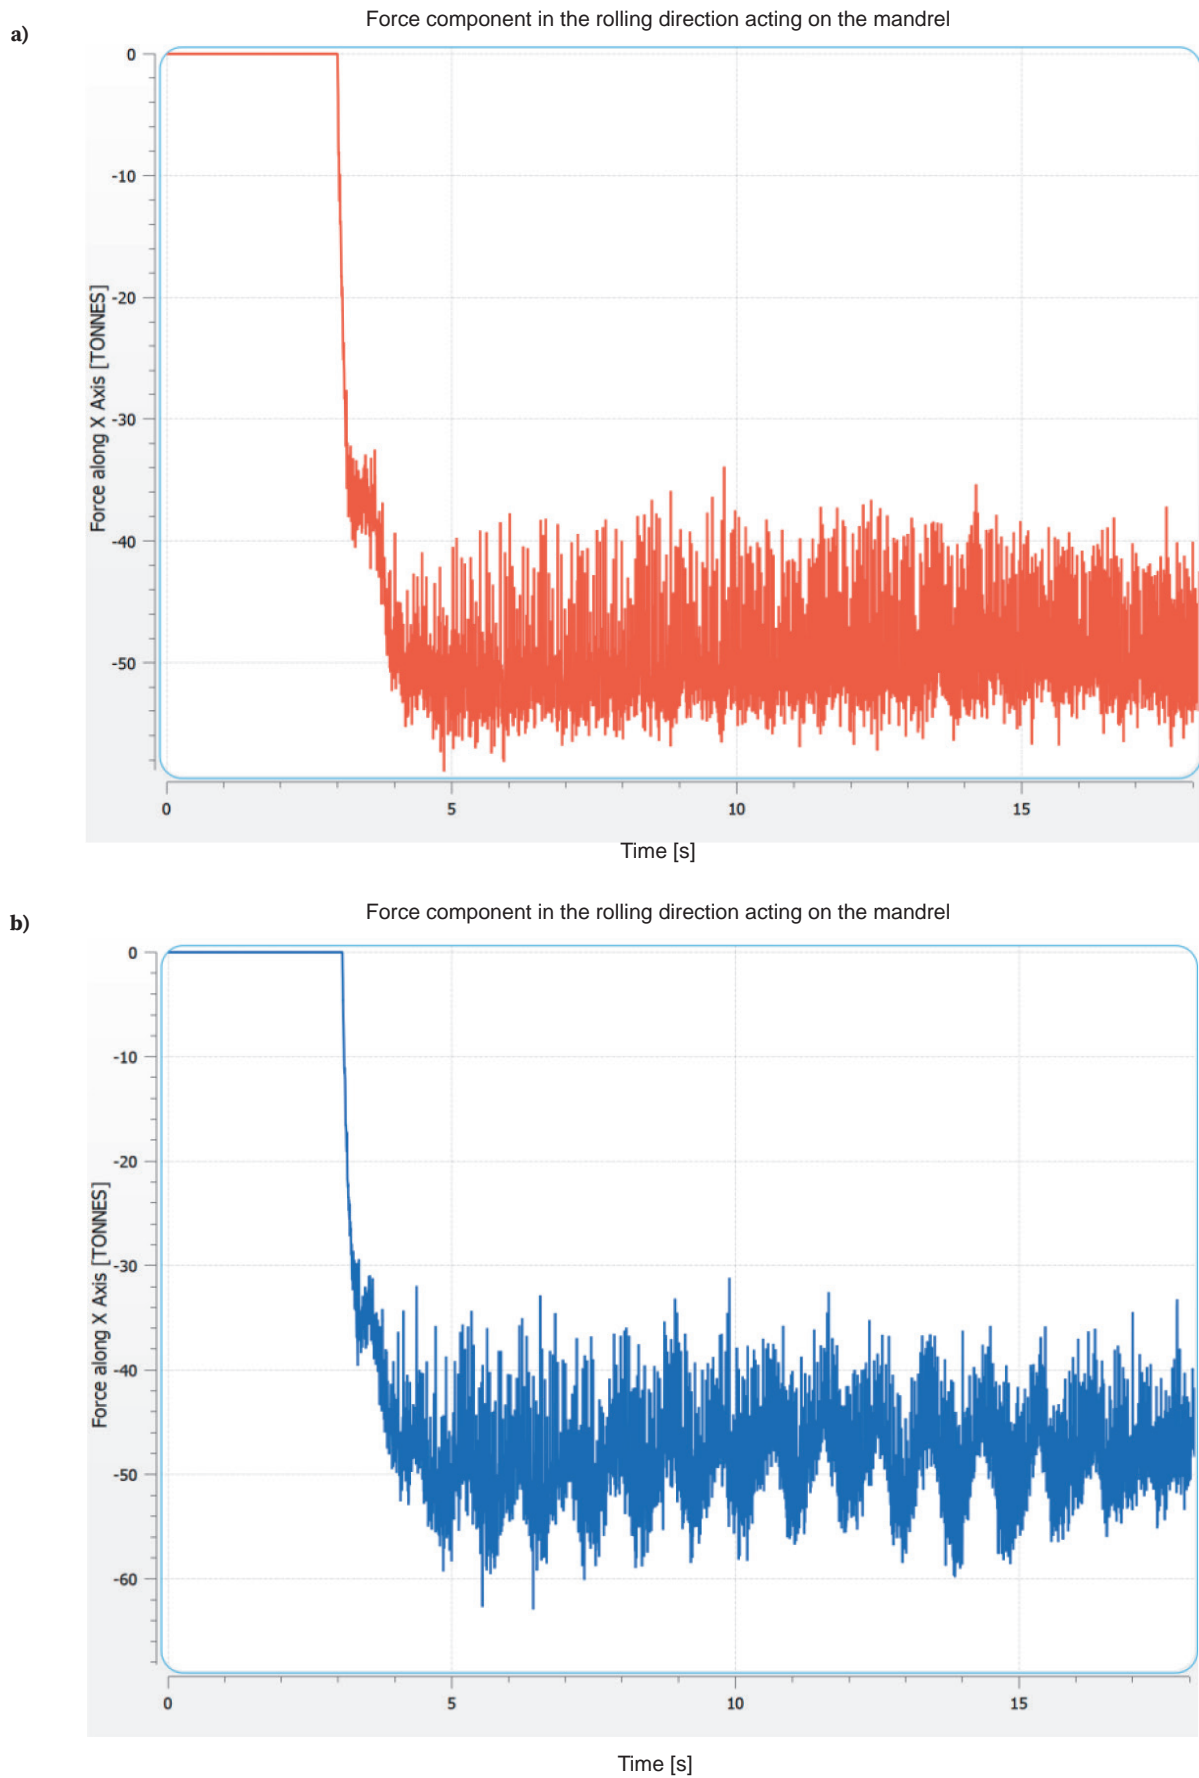 a)
Force component in the rolling direction acting on the mandrel
0
-10
-20
-30
-40
-50
Force along X Axis [TONNES]
0 5 10 15
Time [s]
b)
Force component in the rolling direction acting on the mandrel
0
-10
-20
-30
-40
-50
-60
Force along X Axis [TONNES]
0 5 10 15
Time [s]